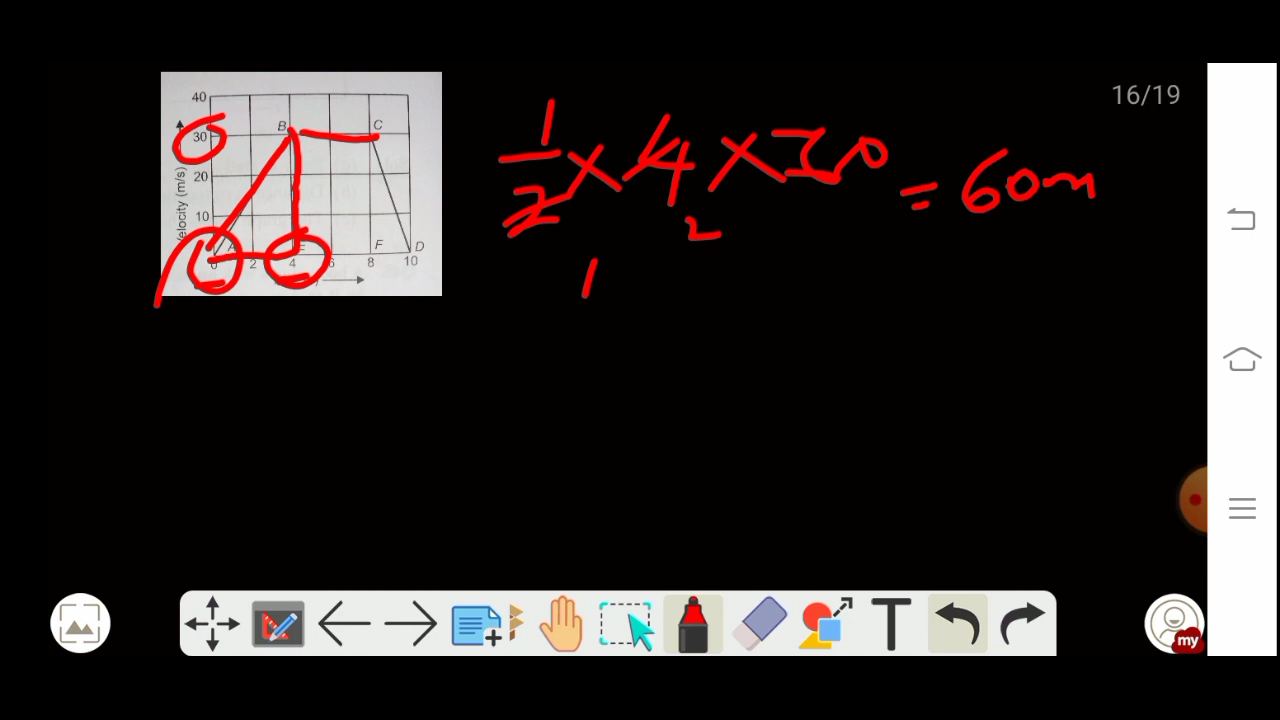 16/19
40
B C
30
20
Velocity (m/s)
10
A E F D
0 2 4 6 8 10
1/2 × 4 × 30 = 60m
2
1
T
my